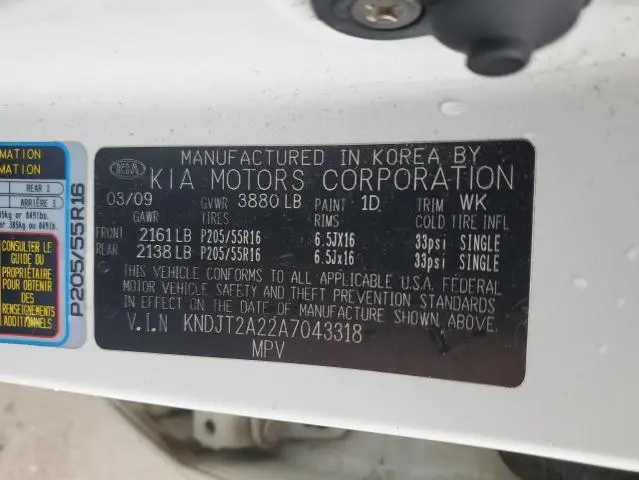 MATION
MATION
REAR 3
ARRIÈRE 3
385kg or 849lbs.
CONSULTER LE
GUIDE DU
PROPRIÉTAIRE
POUR OBTENIR
DES
RENSEIGNEMENTS
ADDITIONNELS
P205/55R16
KIA
MANUFACTURED IN KOREA BY
KIA MOTORS CORPORATION
03/09 GVWR 3880 LB PAINT 1D TRIM WK
GAWR TIRES RIMS COLD TIRE INFL
FRONT 2161 LB P205/55R16 6.5JX16 33psi SINGLE
REAR 2138 LB P205/55R16 6.5Jx16 33psi SINGLE
THIS VEHICLE CONFORMS TO ALL APPLICABLE U.S.A. FEDERAL
MOTOR VEHICLE SAFETY AND THEFT PREVENTION STANDARDS
IN EFFECT ON THE DATE OF MANUFACTURE SHOWN ABOVE.
V.I.N KNDJT2A22A7043318
MPV